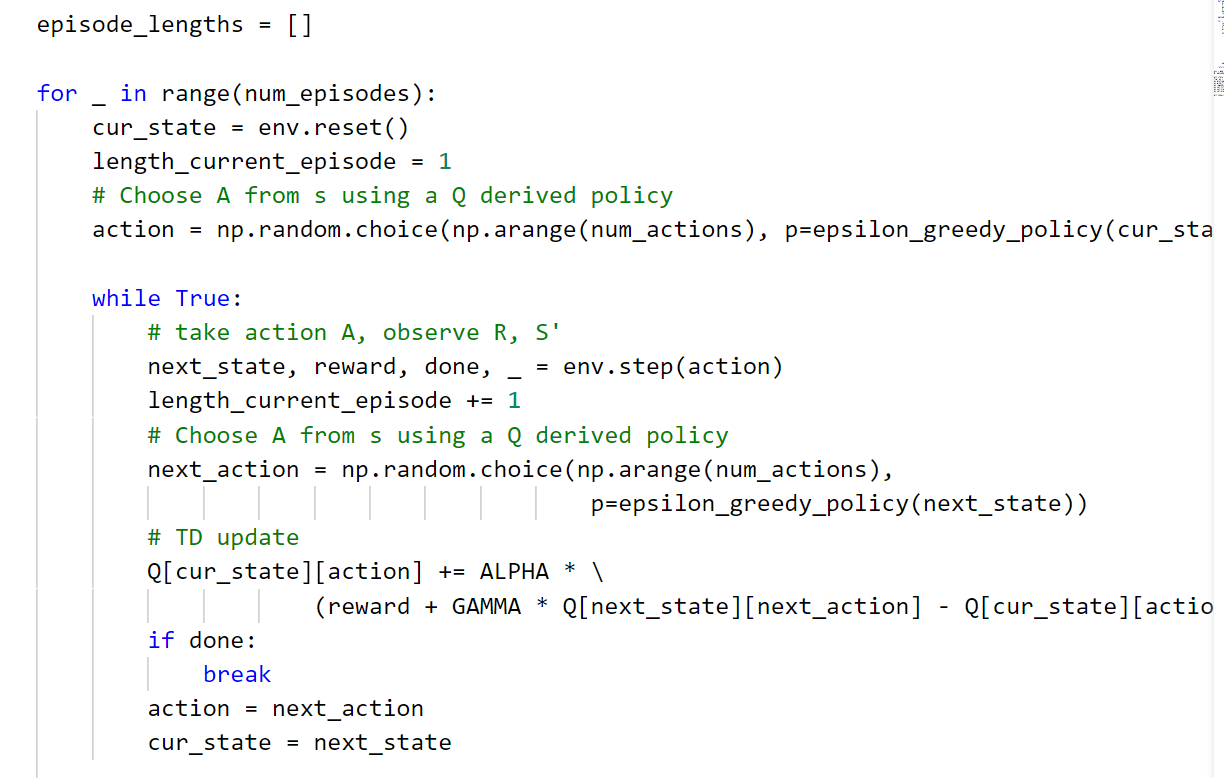 episode_lengths = []
for _ in range(num_episodes):
cur_state = env.reset()
length_current_episode = 1
# Choose A from s using a Q derived policy
action = np.random.choice(np.arange(num_actions), p=epsilon_greedy_policy(cur_sta
while True:
# take action A, observe R, S'
next_state, reward, done, _ = env.step(action)
length_current_episode += 1
# Choose A from s using a Q derived policy
next_action = np.random.choice(np.arange(num_actions),
p=epsilon_greedy_policy(next_state))
# TD update
Q[cur_state][action] += ALPHA * \
(reward + GAMMA * Q[next_state][next_action] - Q[cur_state][actio
if done:
break
action = next_action
cur_state = next_state